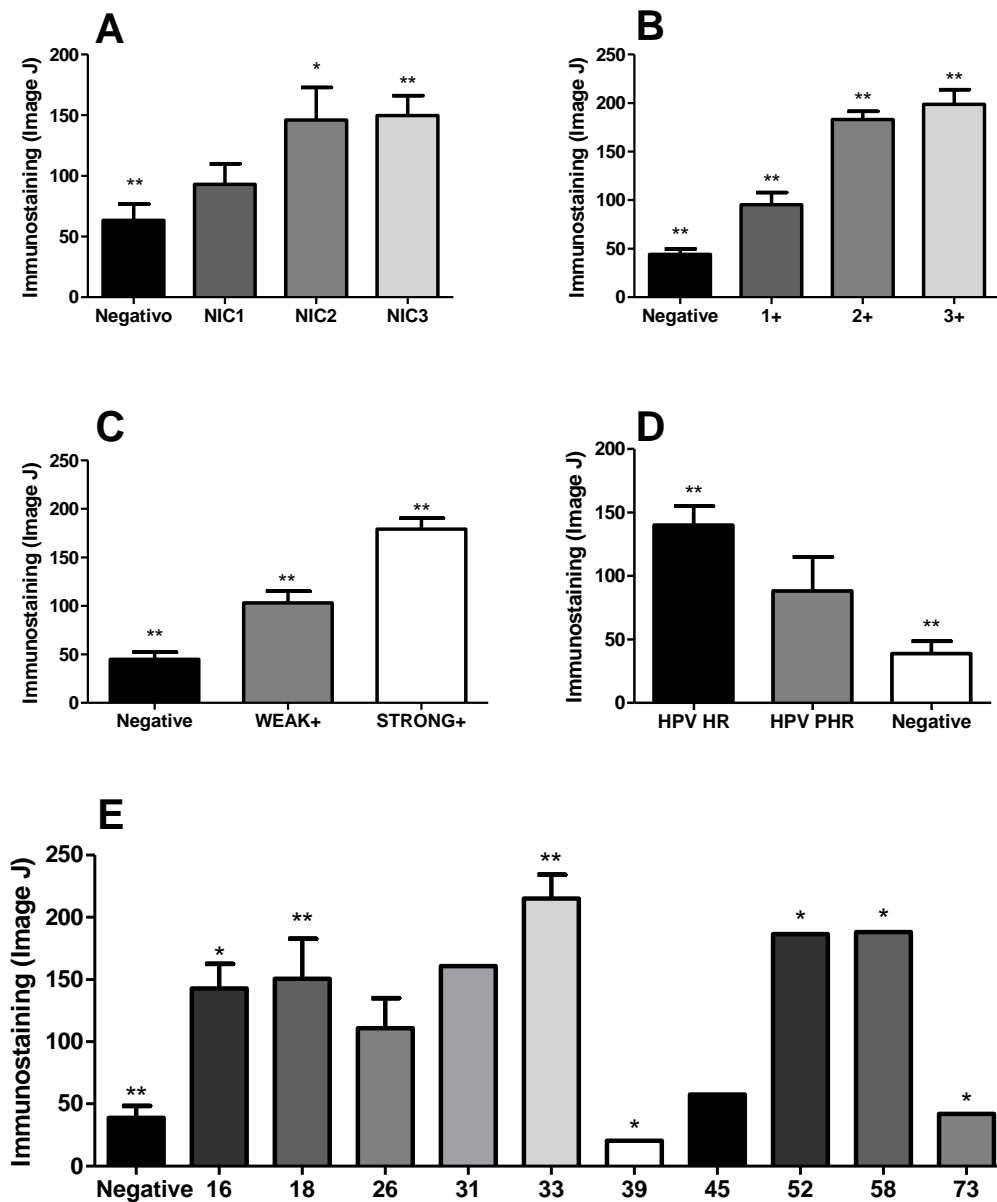 A
Immunostaining (Image J)
200
150
100
50
0
** * **
Negativo NIC1 NIC2 NIC3
B
Immunostaining (Image J)
250
200
150
100
50
0
** ** ** **
Negative 1+ 2+ 3+
C
Immunostaining (Image J)
250
200
150
100
50
0
** ** **
Negative WEAK+ STRONG+
D
Immunostaining (Image J)
200
150
100
50
0
** **
HPV HR HPV PHR Negative
E
Immunostaining (Image J)
250
200
150
100
50
0
** * ** ** * * * *
Negative 16 18 26 31 33 39 45 52 58 73